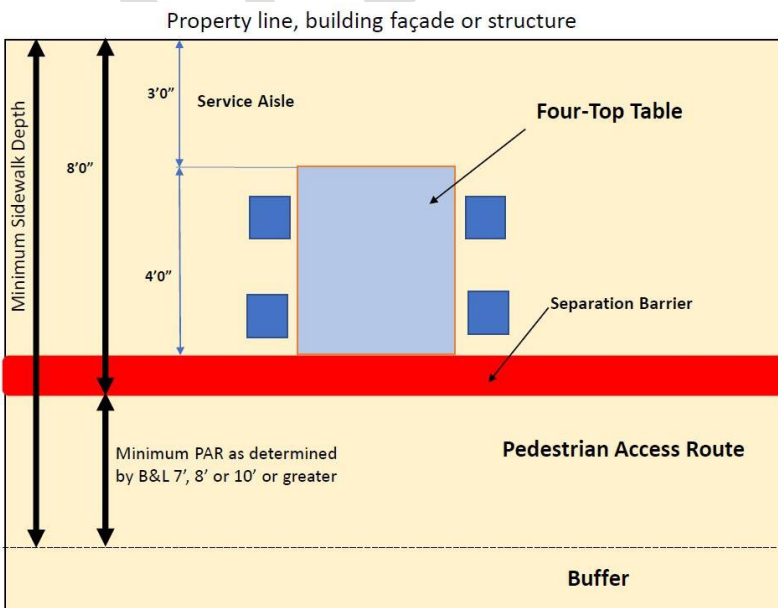 Property line, building façade or structure
Minimum Sidewalk Depth
8’0”
3’0”
Service Aisle
Four-Top Table
4’0”
Separation Barrier
Minimum PAR as determined
by B&L 7’, 8’ or 10’ or greater
Pedestrian Access Route
Buffer